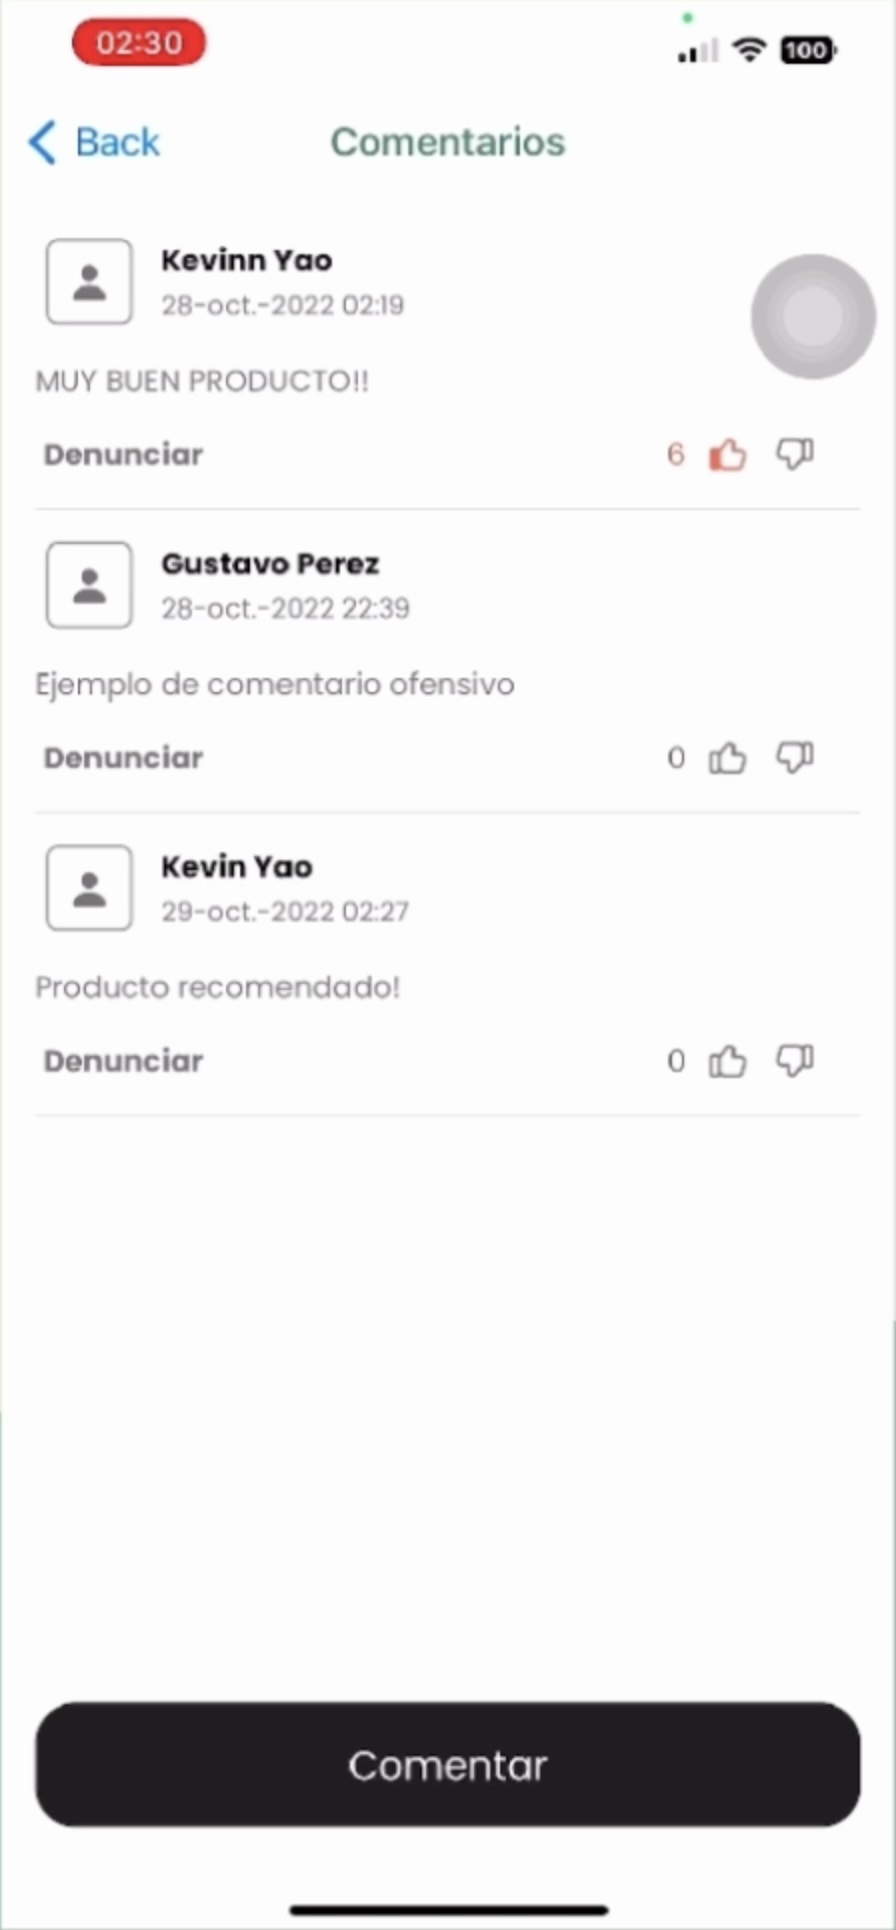 02:30
100
Back
Comentarios
Kevinn Yao
28-oct.-2022 02:19
MUY BUEN PRODUCTO!!
Denunciar
6
Gustavo Perez
28-oct.-2022 22:39
Ejemplo de comentario ofensivo
Denunciar
0
Kevin Yao
29-oct.-2022 02:27
Producto recomendado!
Denunciar
0
Comentar